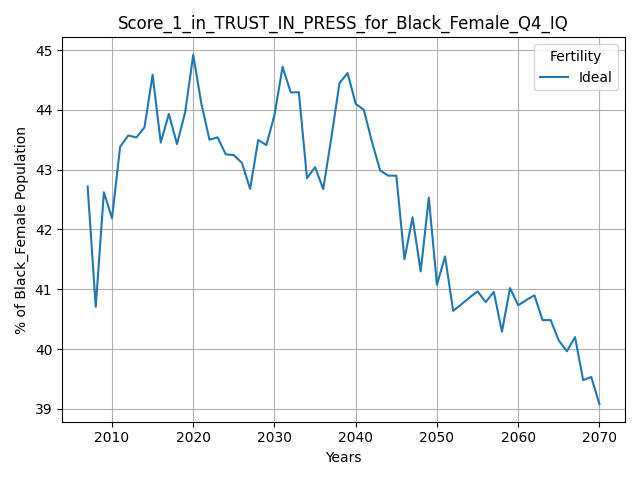 Score_1_in_TRUST_IN_PRESS_for_Black_Female_Q4_IQ
Fertility
Ideal
% of Black_Female Population
45
44
43
42
41
40
39
2010
2020
2030
2040
2050
2060
2070
Years